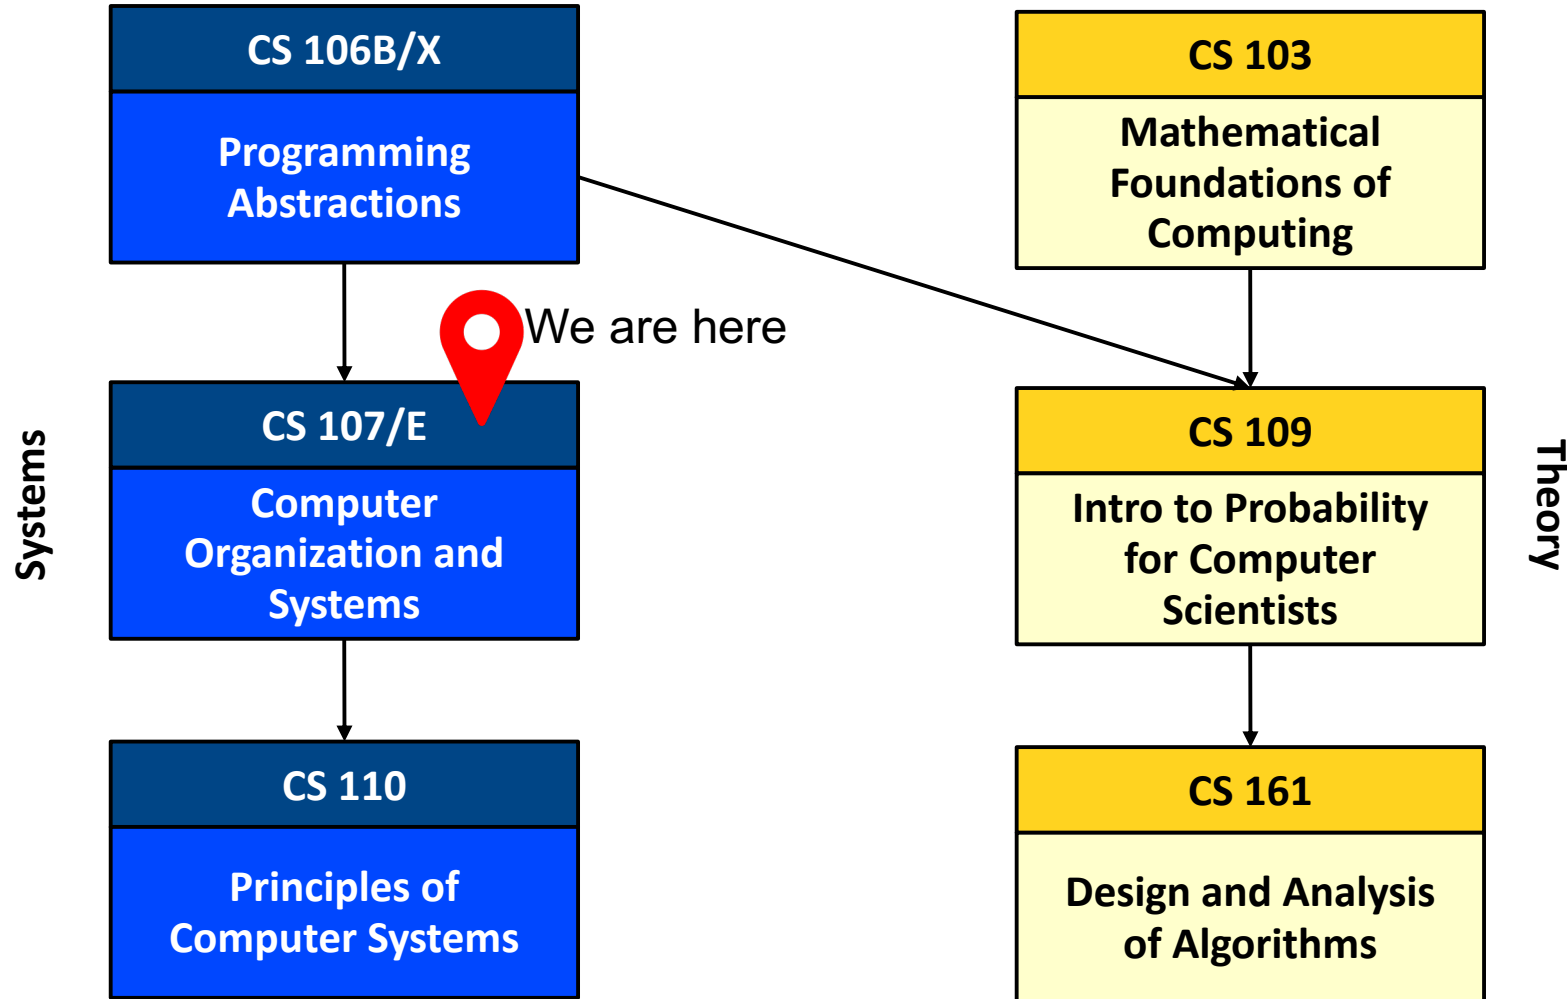 CS 106B/X
Programming
Abstractions
CS 103
Mathematical
Foundations of
Computing
We are here
Systems
CS 107/E
Computer
Organization and
Systems
CS 109
Intro to Probability
for Computer
Scientists
Theory
CS 110
Principles of
Computer Systems
CS 161
Design and Analysis
of Algorithms